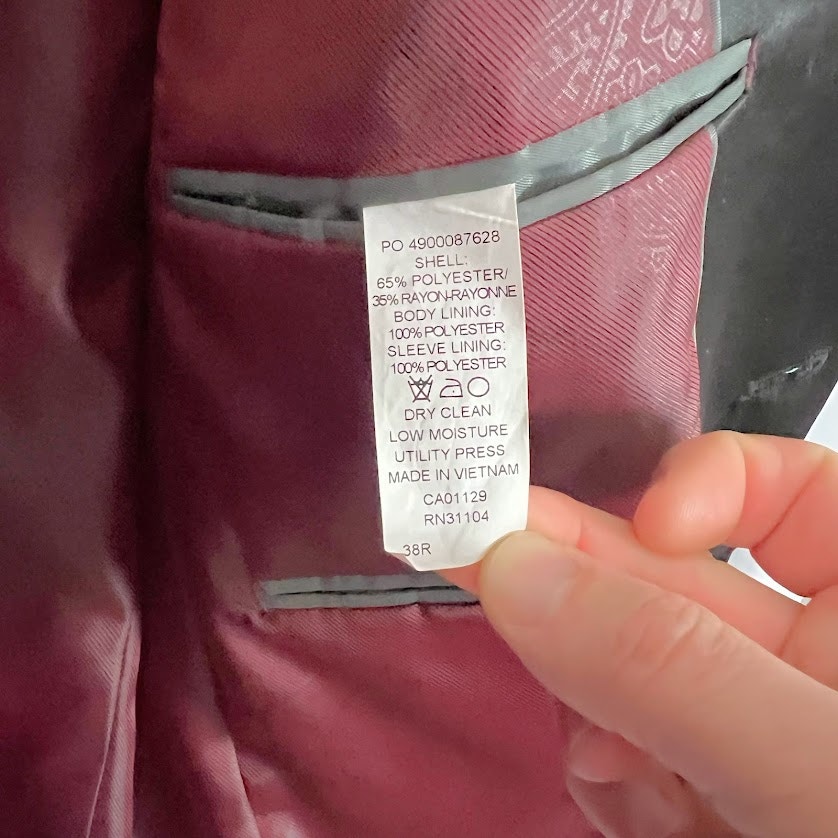 PO 4900087628
SHELL:
65% POLYESTER/
35% RAYON-RAYONNE
BODY LINING:
100% POLYESTER
SLEEVE LINING:
100% POLYESTER
DRY CLEAN
LOW MOISTURE
UTILITY PRESS
MADE IN VIETNAM
CA01129
RN31104
38R